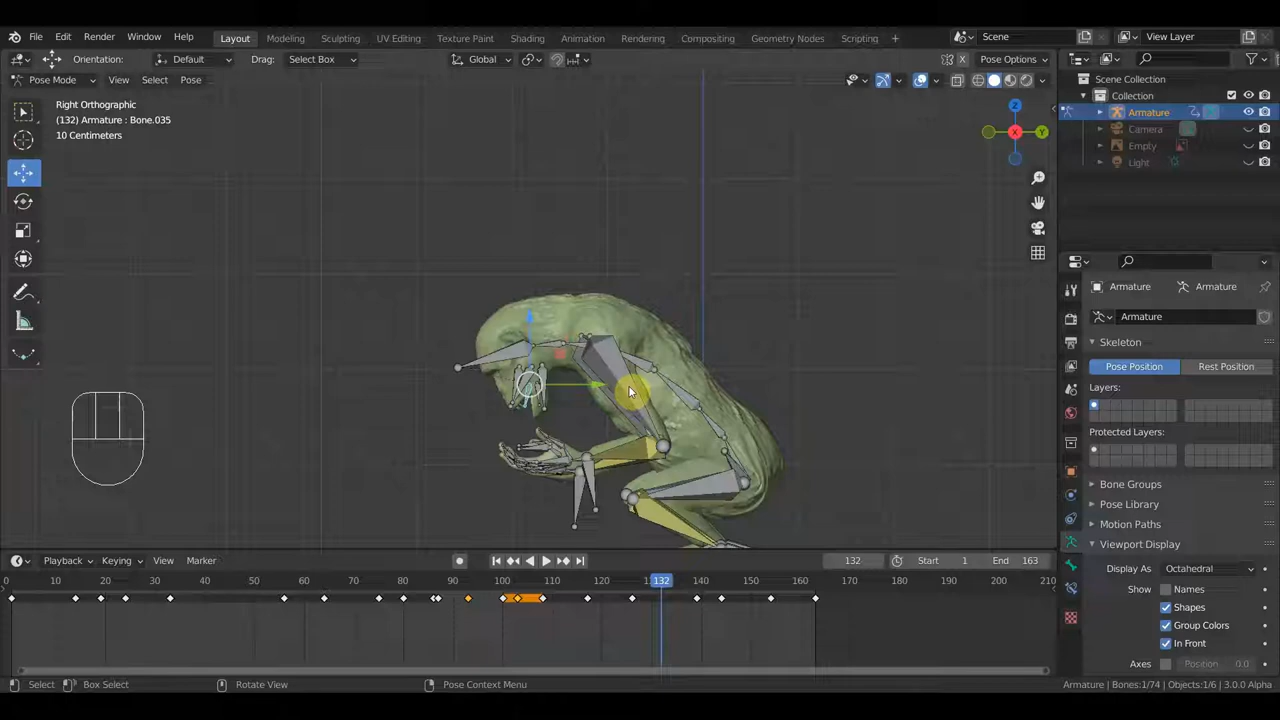 File Edit Render Window Help Layout Modeling Sculpting UV Editing Texture Paint Shading Animation Rendering Compositing Geometry Nodes Scripting + Scene View Layer
Orientation: Default Drag: Select Box Global Pose Options
Pose Mode View Select Pose
Right Orthographic
(132) Armature : Bone.035
10 Centimeters
Z
X
Y
Scene Collection
Collection
Armature
Camera
Empty
Light
Armature Armature
Armature
Skeleton
Pose Position Rest Position
Layers:
Protected Layers:
Bone Groups
Pose Library
Motion Paths
Viewport Display
Display As Octahedral
Show Names
Shapes
Group Colors
In Front
Axes Position 0.0
Playback Keying View Marker 132 Start 1 End 163
0 10 20 30 40 50 60 70 80 90 100 110 120 132 140 150 160 170 180 190 200 210
Select Box Select Rotate View Pose Context Menu Armature | Bones:1/74 | Objects:1/6 | 3.0.0 Alpha